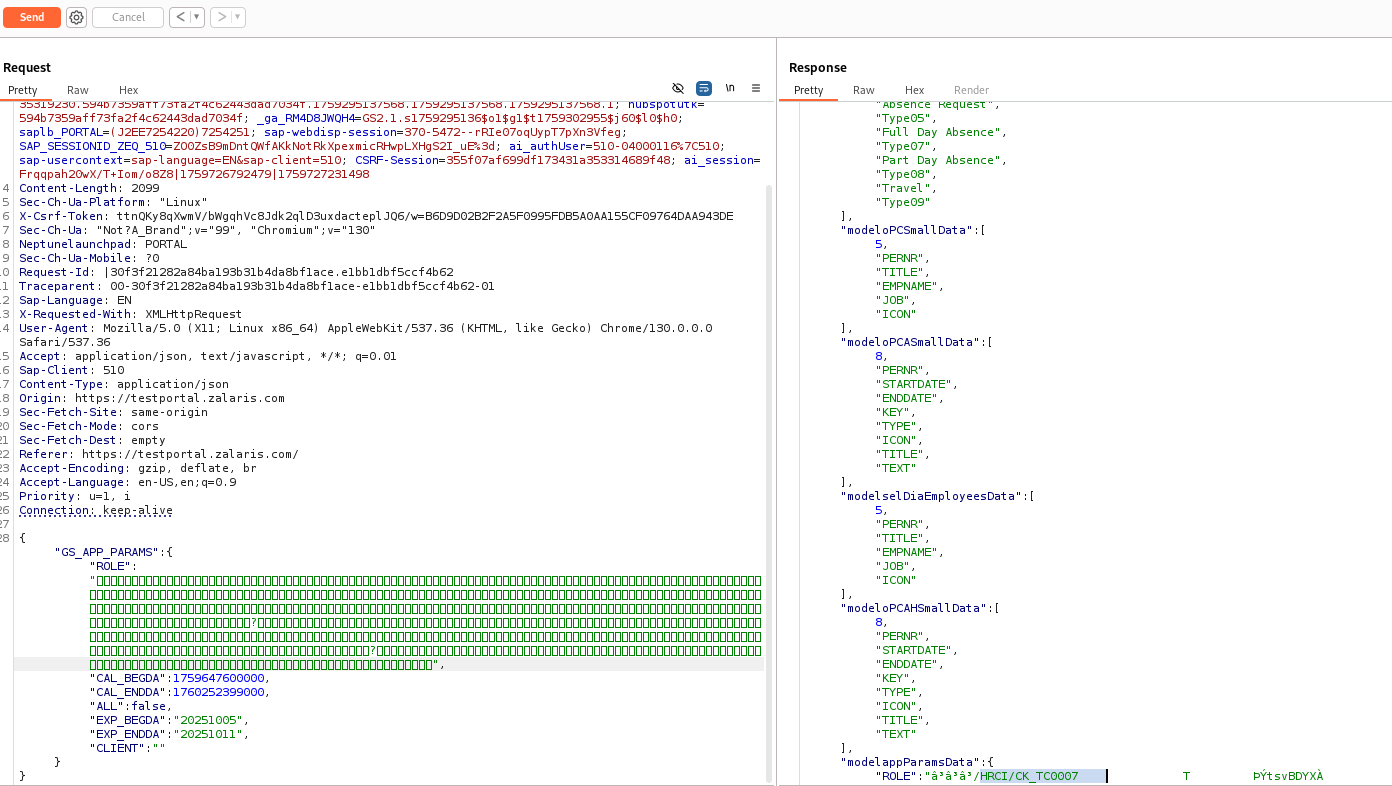 Send
Cancel
Request
Pretty Raw Hex
\n
35319230.594b7359aff73fa2f4c62443dad7034f.1759295137568.1759295137568.1759295137568.1; hubspotutk=
594b7359aff73fa2f4c62443dad7034f; _ga_RM4D8JWQH4=GS2.1.s1759295136$o1$g1$t1759302955$j60$l0$h0;
saplb_PORTAL=(J2EE7254220)7254251; sap-webdisp-session=370-5472--rRIe07oqUypT7pXn3Vfeg;
SAP_SESSIONID_ZEQ_510=ZO0ZsB9mDntQWfAKkNotRkXpexmicRHwpLXHgS2I_uE%3d; ai_authUser=510-04000116%7C510;
sap-usercontext=sap-language=EN&sap-client=510; CSRF-Session=355f07af699df173431a353314689f48; ai_session=
Frqqpah20wX/T+Iom/o8Z8|1759726792479|1759727231498
4 Content-Length: 2099
5 Sec-Ch-Ua-Platform: "Linux"
6 X-Csrf-Token: ttnQKy8qXwmV/bWgqhVc8Jdk2qlD3uxdacteplJQ6/w=B6D9D02B2F2A5F0995FDB5A0AA155CF09764DAA943DE
7 Sec-Ch-Ua: "Not?A_Brand";v="99", "Chromium";v="130"
8 Neptunelaunchpad: PORTAL
9 Sec-Ch-Ua-Mobile: ?0
10 Request-Id: |30f3f21282a84ba193b31b4da8bf1ace.e1bb1dbf5ccf4b62
11 Traceparent: 00-30f3f21282a84ba193b31b4da8bf1ace-e1bb1dbf5ccf4b62-01
12 Sap-Language: EN
13 X-Requested-With: XMLHttpRequest
14 User-Agent: Mozilla/5.0 (X11; Linux x86_64) AppleWebKit/537.36 (KHTML, like Gecko) Chrome/130.0.0.0
Safari/537.36
15 Accept: application/json, text/javascript, */*; q=0.01
16 Sap-Client: 510
17 Content-Type: application/json
18 Origin: https://testportal.zalaris.com
19 Sec-Fetch-Site: same-origin
20 Sec-Fetch-Mode: cors
21 Sec-Fetch-Dest: empty
22 Referer: https://testportal.zalaris.com/
23 Accept-Encoding: gzip, deflate, br
24 Accept-Language: en-US,en;q=0.9
25 Priority: u=1, i
26 Connection: keep-alive
27
28 {
"GS_APP_PARAMS":{
"ROLE":
"
?
?
",
"CAL_BEGDA":1759647600000,
"CAL_ENDDA":1760252399000,
"ALL":false,
"EXP_BEGDA":"20251005",
"EXP_ENDDA":"20251011",
"CLIENT":""
}
}
Response
Pretty Raw Hex Render
"Absence Request",
"Type05",
"Full Day Absence",
"Type07",
"Part Day Absence",
"Type08",
"Travel",
"Type09"
],
"modeloPCSmallData":[
5,
"PERNR",
"TITLE",
"EMPNAME",
"JOB",
"ICON"
],
"modeloPCASmallData":[
8,
"PERNR",
"STARTDATE",
"ENDDATE",
"KEY",
"TYPE",
"ICON",
"TITLE",
"TEXT"
],
"modelselDiaEmployeesData":[
5,
"PERNR",
"TITLE",
"EMPNAME",
"JOB",
"ICON"
],
"modeloPCAHSmallData":[
8,
"PERNR",
"STARTDATE",
"ENDDATE",
"KEY",
"TYPE",
"ICON",
"TITLE",
"TEXT"
],
"modelappParamsData":{
"ROLE":"â³â³â³/HRCI/CK_TC0007 T ÞÝtsvBDYXÀ